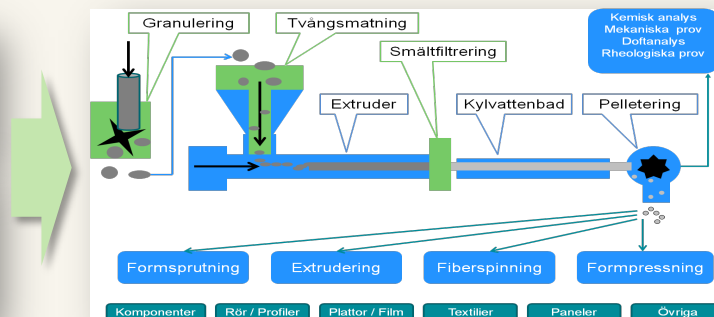 Granulering
Tvångsmatning
Smältfiltrering
Kemisk analys
Mekaniska prov
Doftanalys
Rheologiska prov
Extruder
Kylvattenbad
Pelletering
Formsprutning
Extrudering
Fiberspinning
Formpressning
Komponenter
Rör / Profiler
Plattor / Film
Textilier
Paneler
Övriga